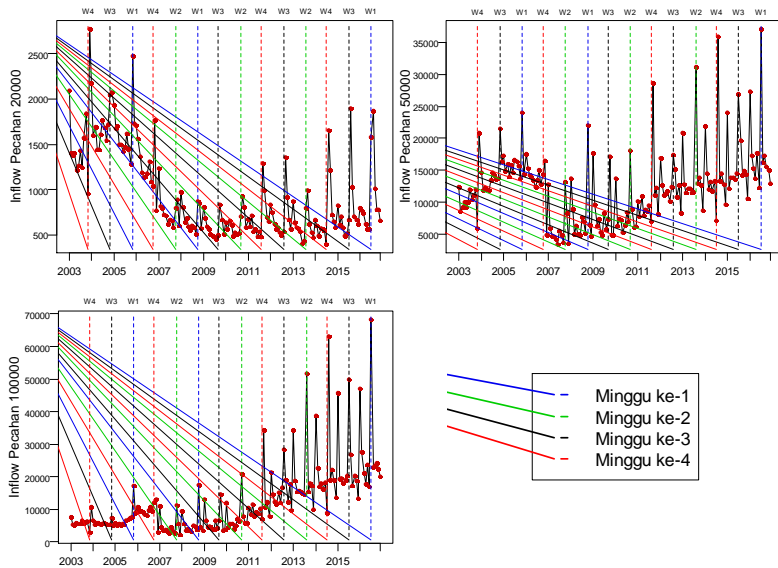 W4 W3 W1 W4 W2 W1 W3 W2 W4 W3 W2 W4 W3 W1
Inflow Pecahan 20000
2500
2000
1500
1000
500
2003 2005 2007 2009 2011 2013 2015
W4 W3 W1 W4 W2 W1 W3 W2 W4 W3 W2 W4 W3 W1
Inflow Pecahan 50000
35000
30000
25000
20000
15000
10000
5000
2003 2005 2007 2009 2011 2013 2015
W4 W3 W1 W4 W2 W1 W3 W2 W4 W3 W2 W4 W3 W1
Inflow Pecahan 100000
70000
60000
50000
40000
30000
20000
10000
0
2003 2005 2007 2009 2011 2013 2015
Minggu ke-1
Minggu ke-2
Minggu ke-3
Minggu ke-4